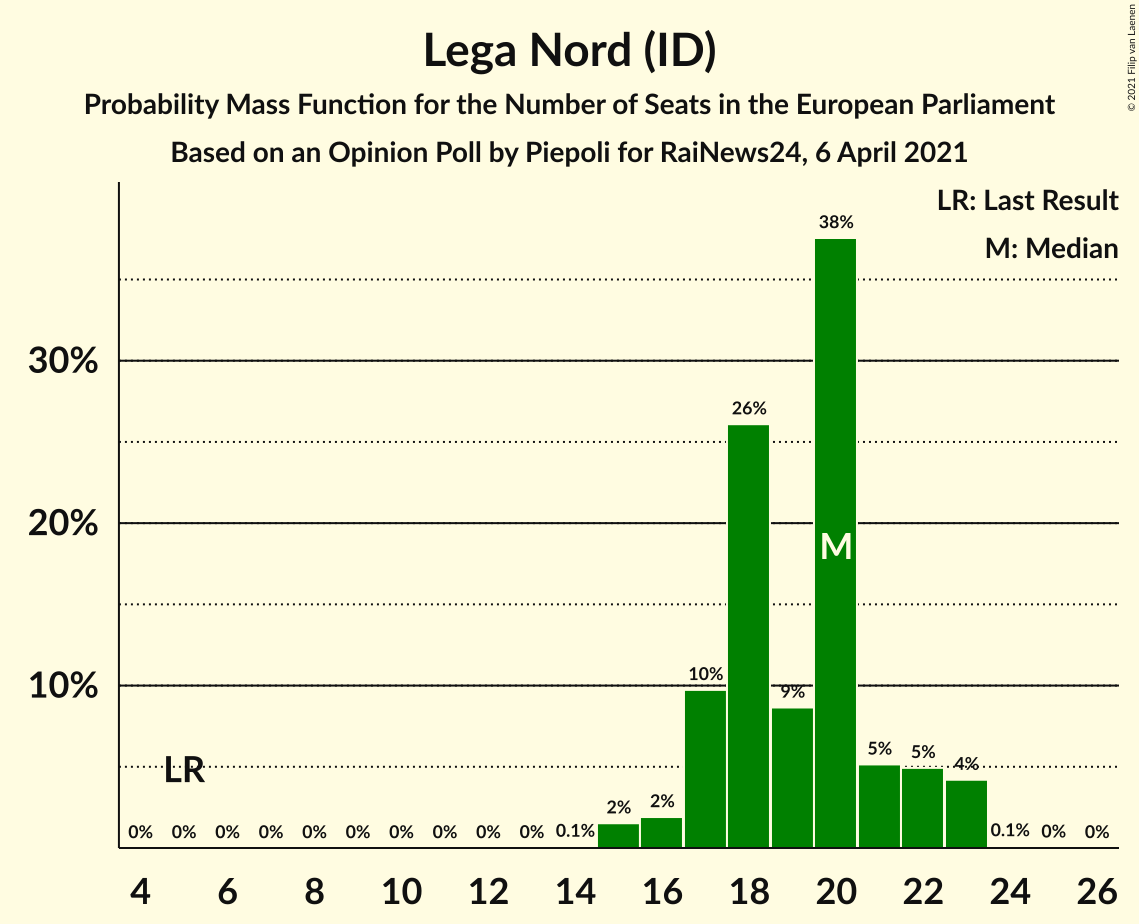 Lega Nord (ID)
Probability Mass Function for the Number of Seats in the European Parliament
Based on an Opinion Poll by Piepoli for RaiNews24, 6 April 2021
© 2021 Filip van Laenen
LR: Last Result
M: Median
38%
30%
26%
20%
M
10%
10%
9%
5%
5%
4%
LR
0%
0%
0%
0%
0%
0%
0%
0%
0%
0%
0.1%
2%
2%
0.1%
0%
0%
4 6 8 10 12 14 16 18 20 22 24 26